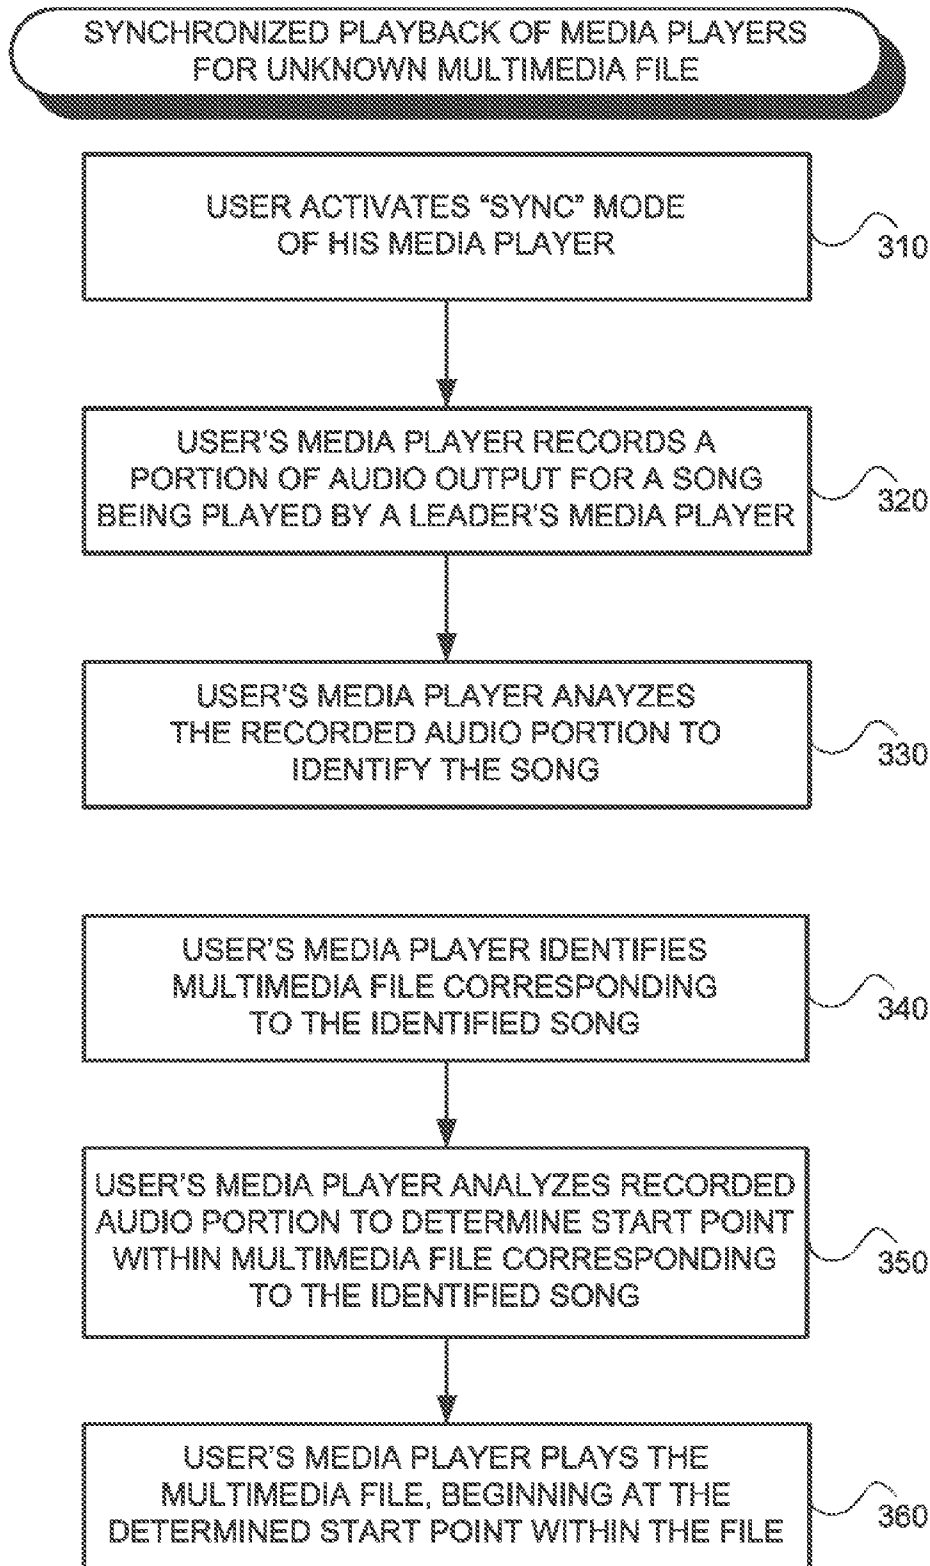 SYNCHRONIZED PLAYBACK OF MEDIA PLAYERS
FOR UNKNOWN MULTIMEDIA FILE
USER ACTIVATES “SYNC” MODE
OF HIS MEDIA PLAYER
310
USER'S MEDIA PLAYER RECORDS A
PORTION OF AUDIO OUTPUT FOR A SONG
BEING PLAYED BY A LEADER'S MEDIA PLAYER
320
USER'S MEDIA PLAYER ANAYZES
THE RECORDED AUDIO PORTION TO
IDENTIFY THE SONG
330
USER'S MEDIA PLAYER IDENTIFIES
MULTIMEDIA FILE CORRESPONDING
TO THE IDENTIFIED SONG
340
USER'S MEDIA PLAYER ANALYZES RECORDED
AUDIO PORTION TO DETERMINE START POINT
WITHIN MULTIMEDIA FILE CORRESPONDING
TO THE IDENTIFIED SONG
350
USER'S MEDIA PLAYER PLAYS THE
MULTIMEDIA FILE, BEGINNING AT THE
DETERMINED START POINT WITHIN THE FILE
360